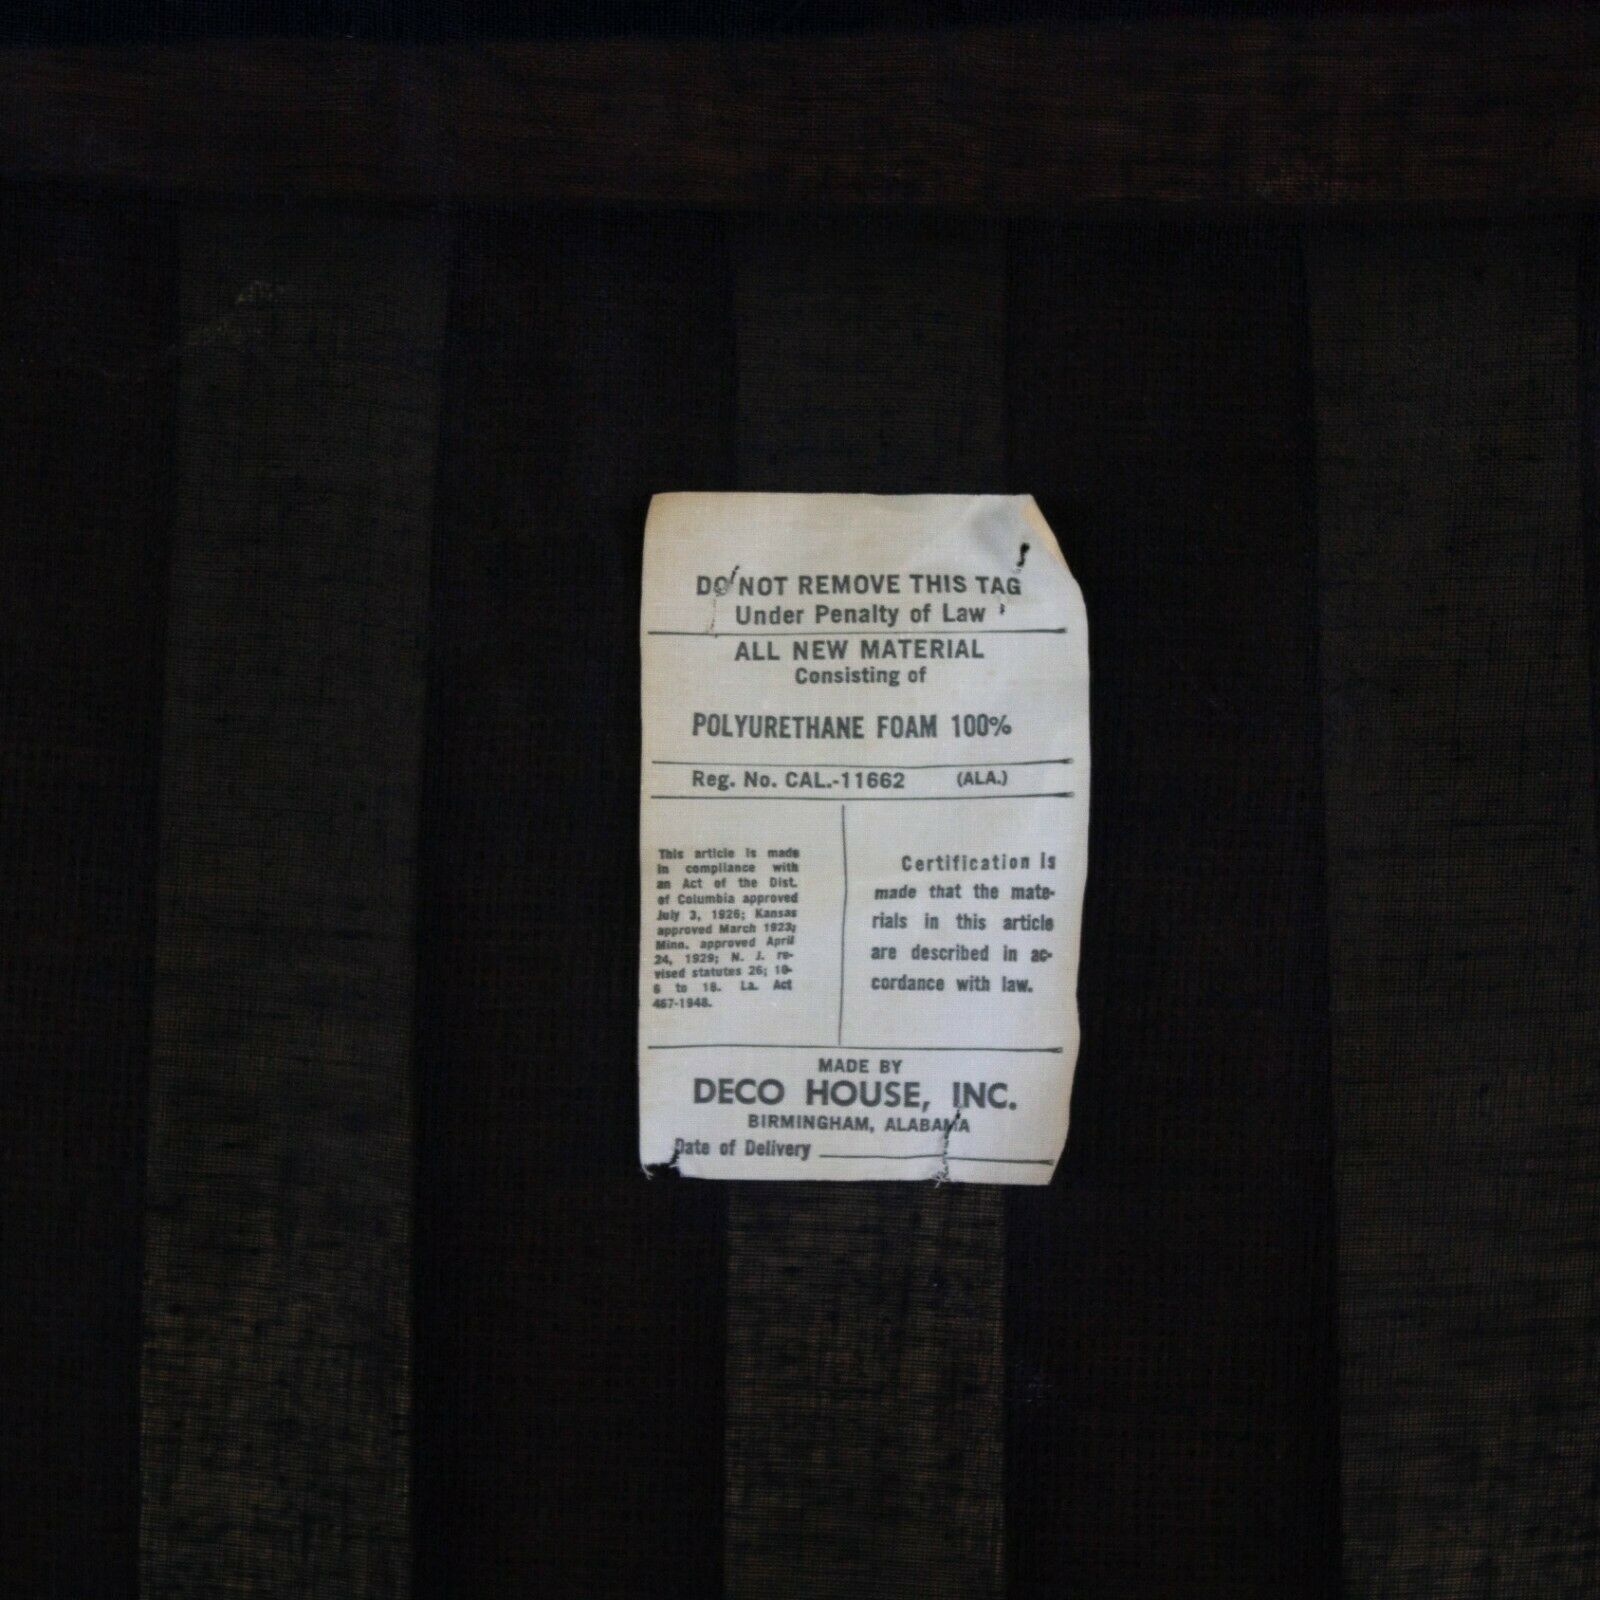 DO NOT REMOVE THIS TAG
Under Penalty of Law
ALL NEW MATERIAL
Consisting of
POLYURETHANE FOAM 100%
Reg. No. CAL.-11662 (ALA.)
This article is made
in compliance with
an Act of the Dist.
of Columbia approved
July 3, 1926; Kansas
approved March 1923;
Minn. approved April
24, 1929; N. J. re-
vised statutes 26; 10-
6 to 18. La. Act
467-1948.
Certification is
made that the mate-
rials in this article
are described in ac-
cordance with law.
MADE BY
DECO HOUSE, INC.
BIRMINGHAM, ALABAMA
Date of Delivery